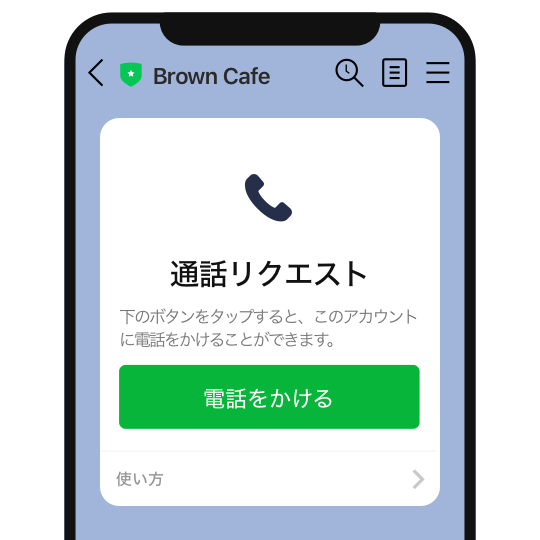 Brown Cafe
通話リクエスト
下のボタンをタップすると、このアカウント
に電話をかけることができます。
電話をかける
使い方